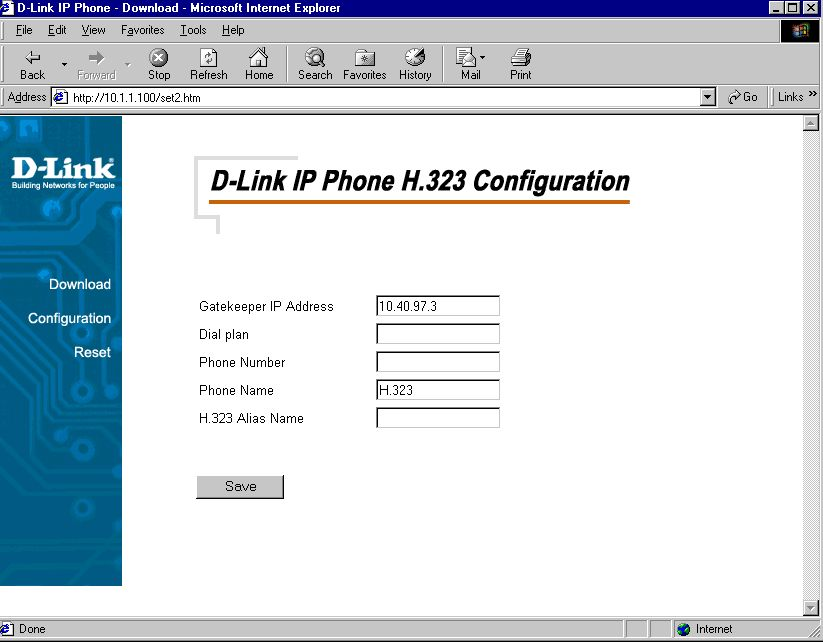 D-Link IP Phone - Download - Microsoft Internet Explorer
File Edit View Favorites Tools Help
Back Forward Stop Refresh Home Search Favorites History Mail Print
Address http://10.1.1.100/set2.htm Go Links »
D-Link
Building Networks for People
D-Link IP Phone H.323 Configuration
Download
Configuration
Reset
Gatekeeper IP Address 10.40.97.3
Dial plan
Phone Number
Phone Name H.323
H.323 Alias Name
Save
Done Internet